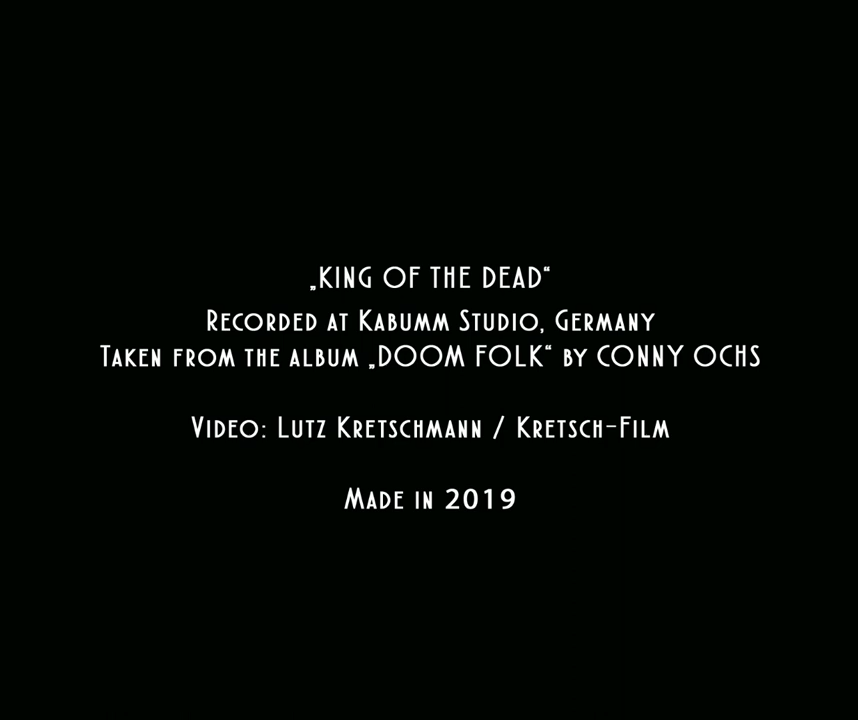 „KING OF THE DEAD“
Recorded at Kabumm Studio, Germany
Taken from the album „DOOM FOLK“ by CONNY OCHS
Video: Lutz Kretschmann / Kretsch-Film
Made in 2019